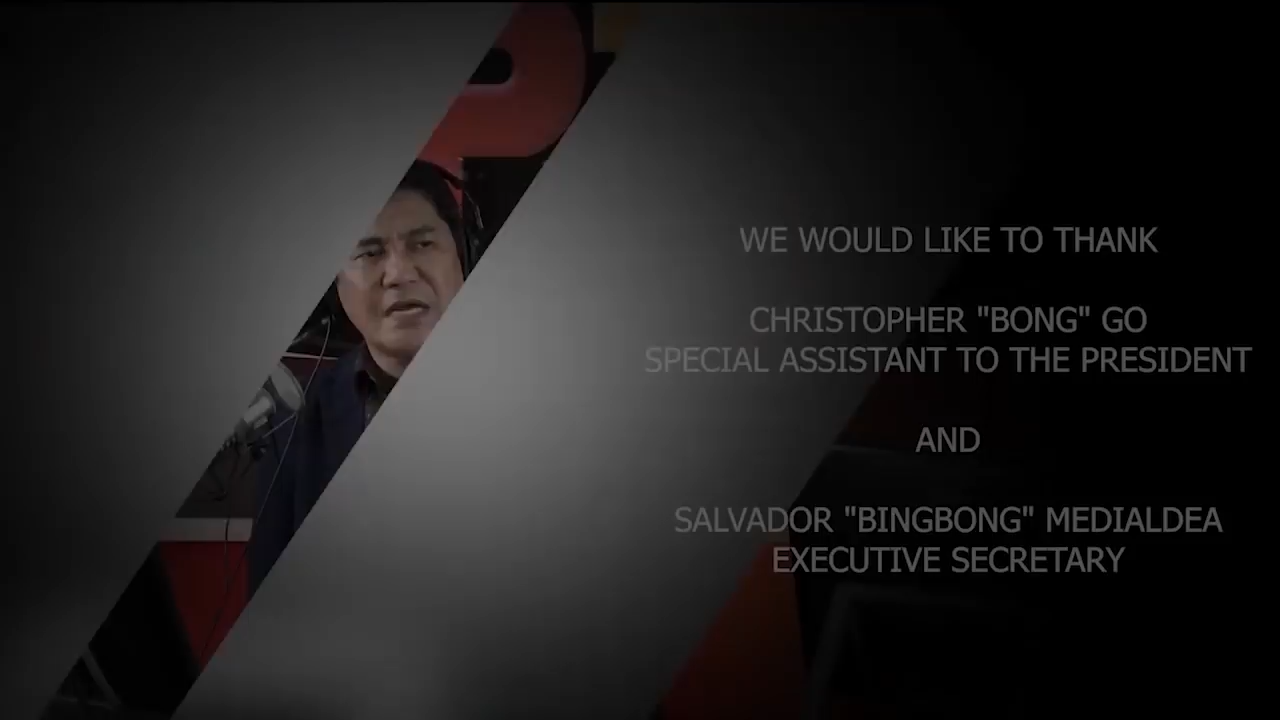 WE WOULD LIKE TO THANK
CHRISTOPHER "BONG" GO
SPECIAL ASSISTANT TO THE PRESIDENT
AND
SALVADOR "BINGBONG" MEDIALDEA
EXECUTIVE SECRETARY